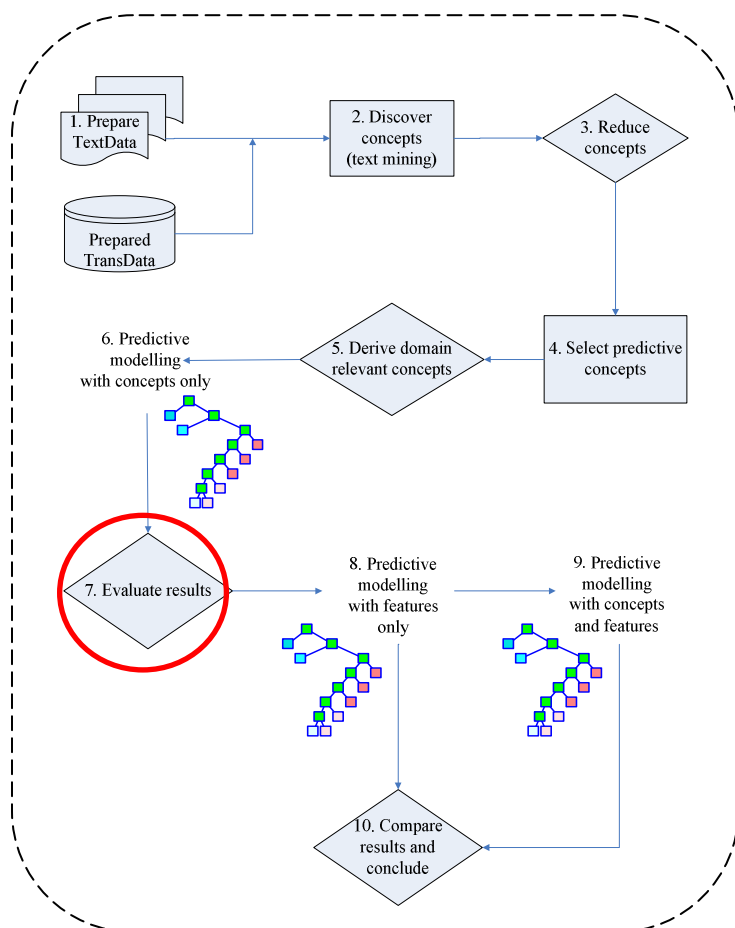 1. Prepare
TextData
2. Discover
concepts
(text mining)
3. Reduce
concepts
Prepared
TransData
4. Select predictive
concepts
5. Derive domain
relevant concepts
6. Predictive
modelling
with concepts only
7. Evaluate results
8. Predictive
modelling
with features
only
9. Predictive
modelling
with concepts
and features
10. Compare
results and
conclude